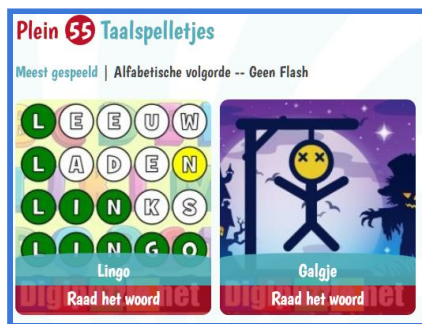 Plein 55 Taalspelletjes
Meest gespeeld | Alfabetische volgorde -- Geen Flash
L E E U W
L A D E N
L I N K S
L I N G O
Lingo
Raad het woord
Galgje
Raad het woord